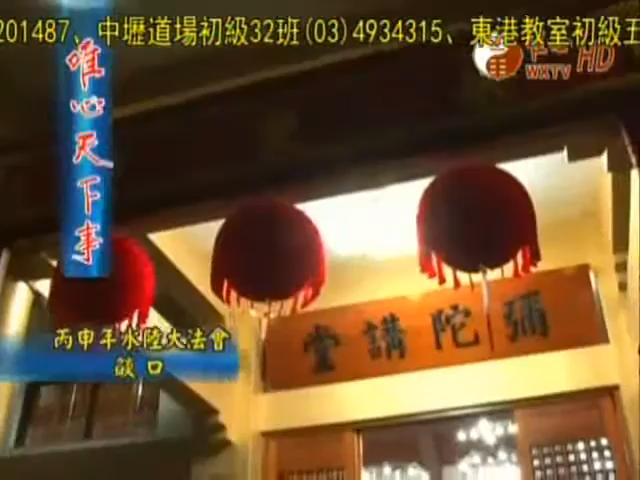 201487、中壢道場初級32班(03)4934315、東港教室初級五
唯心天下事
WXTV
HD
彌陀講堂
丙申年水陸大法會
燄口